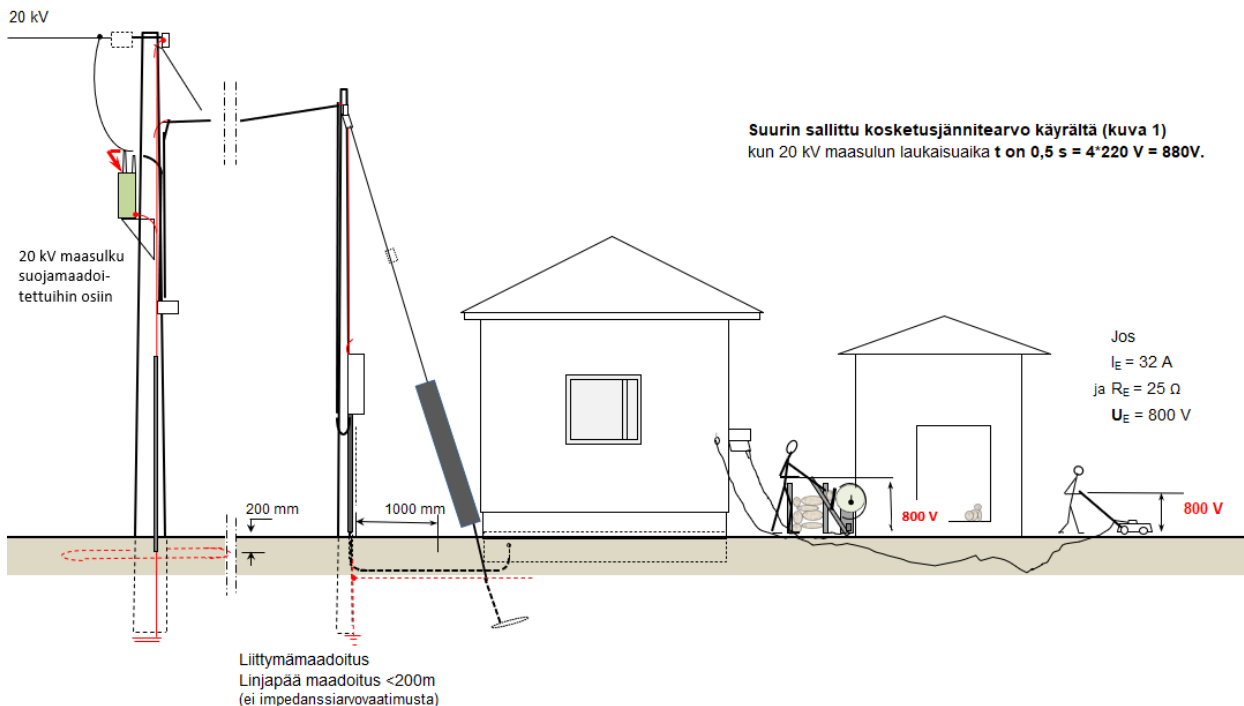 20 kV
Suurin sallittu kosketusjännitearvo käyrältä (kuva 1)
kun 20 kV maasulun laukaisuaika t on 0,5 s = 4*220 V = 880V.
20 kV maasulku
suojamaadoi-
tettuihin osiin
Jos
IE = 32 A
ja RE = 25 Ω
UE = 800 V
200 mm
1000 mm
800 V
800 V
Liittymämaadoitus
Linjapää maadoitus <200m
(ei impedanssiarvovaatimusta)